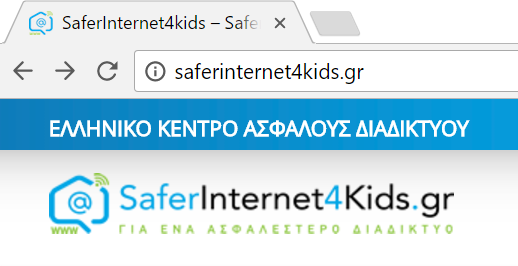 SaferInternet4kids – Safe
saferinternet4kids.gr
ΕΛΛΗΝΙΚΟ ΚΕΝΤΡΟ ΑΣΦΑΛΟΥΣ ΔΙΑΔΙΚΤΥΟΥ
@ SaferInternet4Kids.gr
www ΓΙΑ ΕΝΑ ΑΣΦΑΛΕΣΤΕΡΟ ΔΙΑΔΙΚΤΥΟ